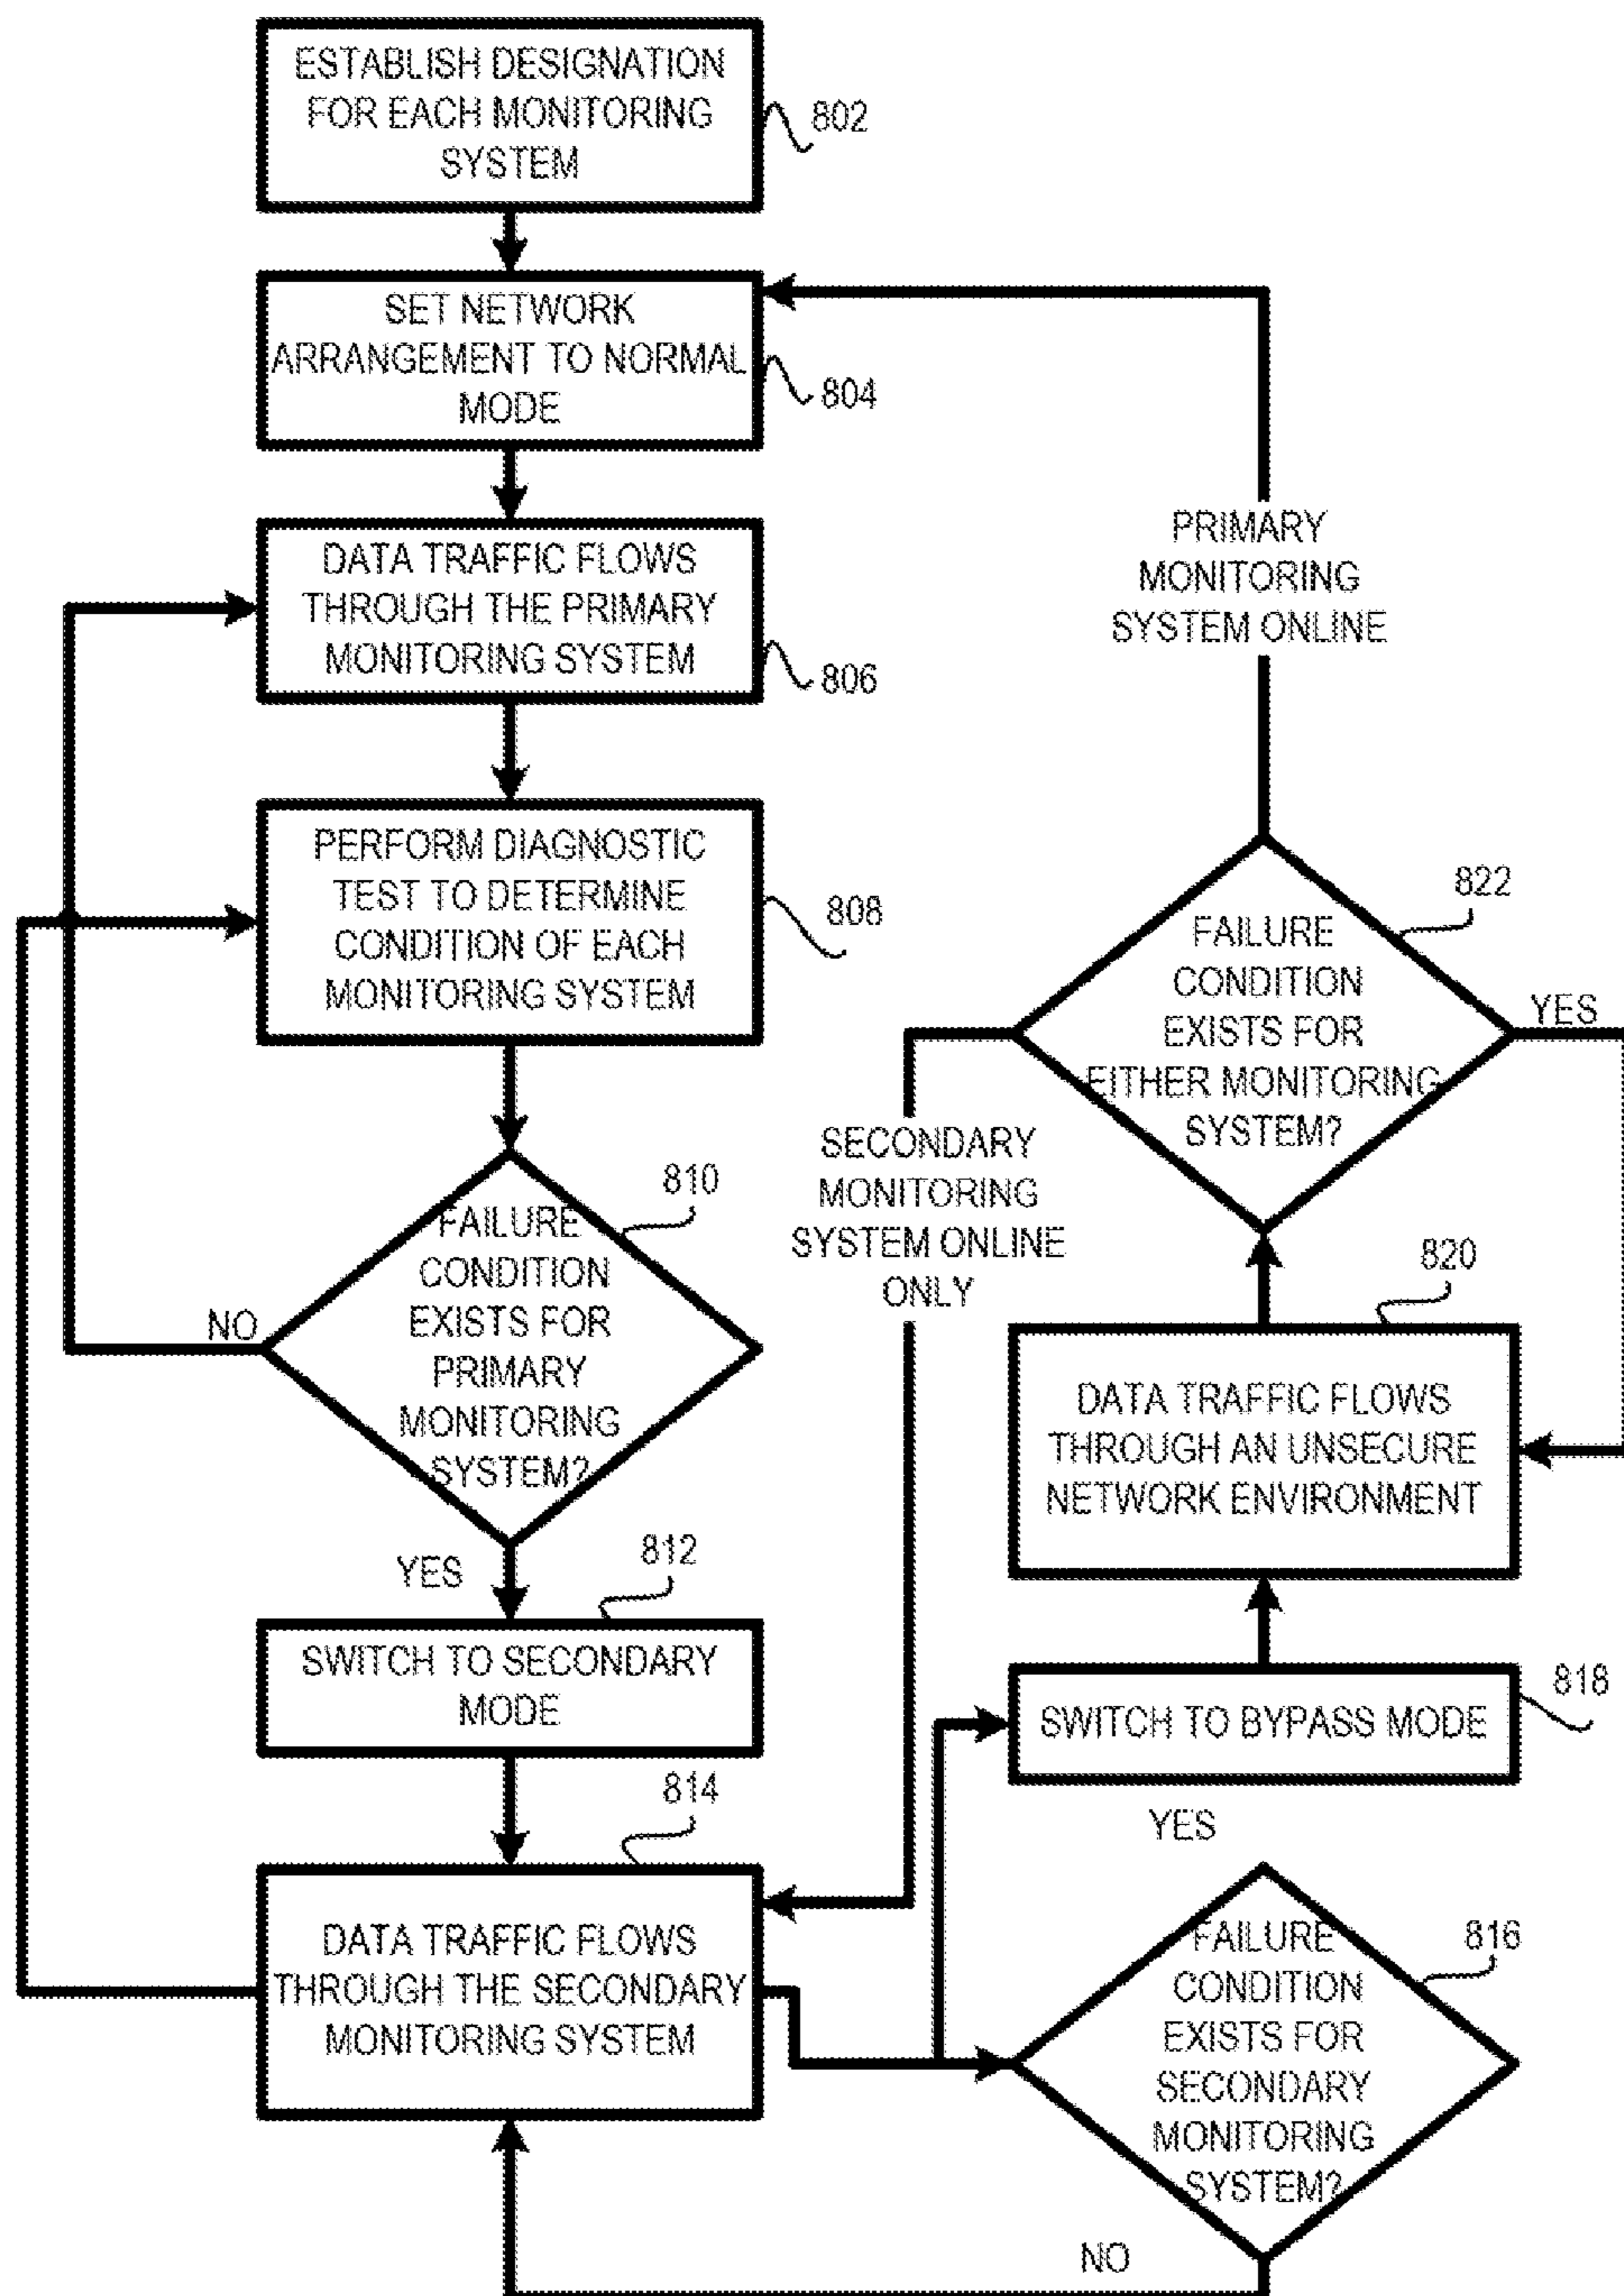 ESTABLISH DESIGNATION
FOR EACH MONITORING
SYSTEM
802
SET NETWORK
ARRANGEMENT TO NORMAL
MODE
804
DATA TRAFFIC FLOWS
THROUGH THE PRIMARY
MONITORING SYSTEM
806
PERFORM DIAGNOSTIC
TEST TO DETERMINE
CONDITION OF EACH
MONITORING SYSTEM
808
810
FAILURE
CONDITION
EXISTS FOR
PRIMARY
MONITORING
SYSTEM?
NO
YES
812
SWITCH TO SECONDARY
MODE
814
DATA TRAFFIC FLOWS
THROUGH THE SECONDARY
MONITORING SYSTEM
816
FAILURE
CONDITION
EXISTS FOR
SECONDARY
MONITORING
SYSTEM?
NO
YES
SWITCH TO BYPASS MODE
818
820
DATA TRAFFIC FLOWS
THROUGH AN UNSECURE
NETWORK ENVIRONMENT
822
FAILURE
CONDITION
EXISTS FOR
EITHER MONITORING
SYSTEM?
YES
SECONDARY
MONITORING
SYSTEM ONLINE
ONLY
PRIMARY
MONITORING
SYSTEM ONLINE